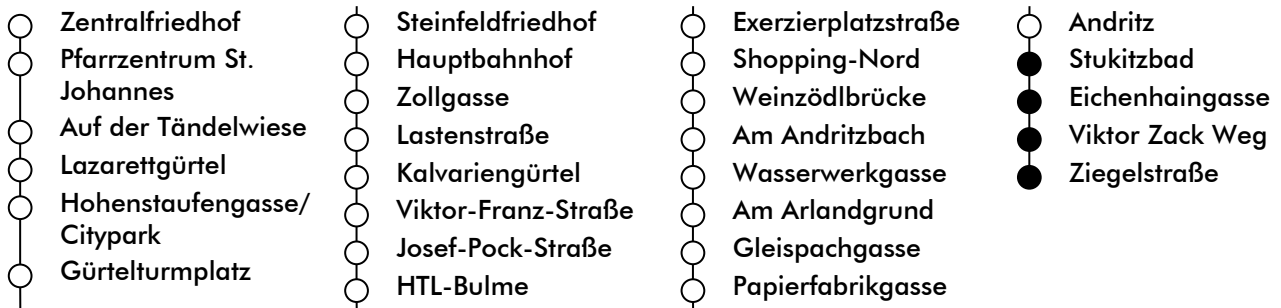 Zentralfriedhof
Pfarrzentrum St.
Johannes
Auf der Tändelwiese
Lazarettgürtel
Hohenstaufengasse/
Citypark
Gürtelturmplatz
Steinfeldfriedhof
Hauptbahnhof
Zollgasse
Lastenstraße
Kalvariengürtel
Viktor-Franz-Straße
Josef-Pock-Straße
HTL-Bulme
Exerzierplatzstraße
Shopping-Nord
Weinzödlbrücke
Am Andritzbach
Wasserwerkgasse
Am Arlandgrund
Gleispachgasse
Papierfabrikgasse
Andritz
Stukitzbad
Eichenhaingasse
Viktor Zack Weg
Ziegelstraße